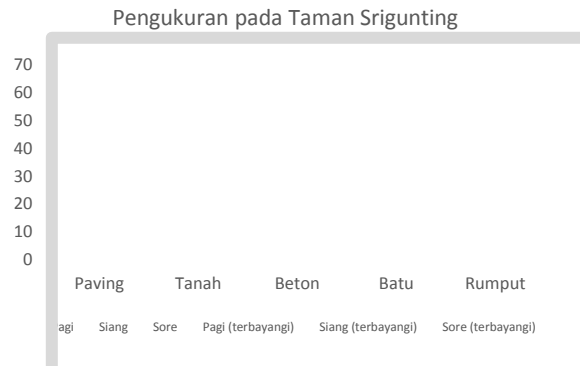 Pengukuran pada Taman Srigunting
70
60
50
40
30
20
10
0
Paving Tanah Beton Batu Rumput
agi Siang Sore Pagi (terbayangi) Siang (terbayangi) Sore (terbayangi)